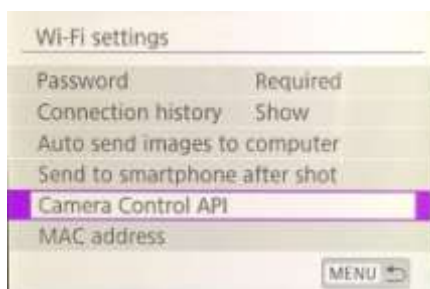 Wi-Fi settings
Password Required
Connection history Show
Auto send images to computer
Send to smartphone after shot
Camera Control API
MAC address
MENU